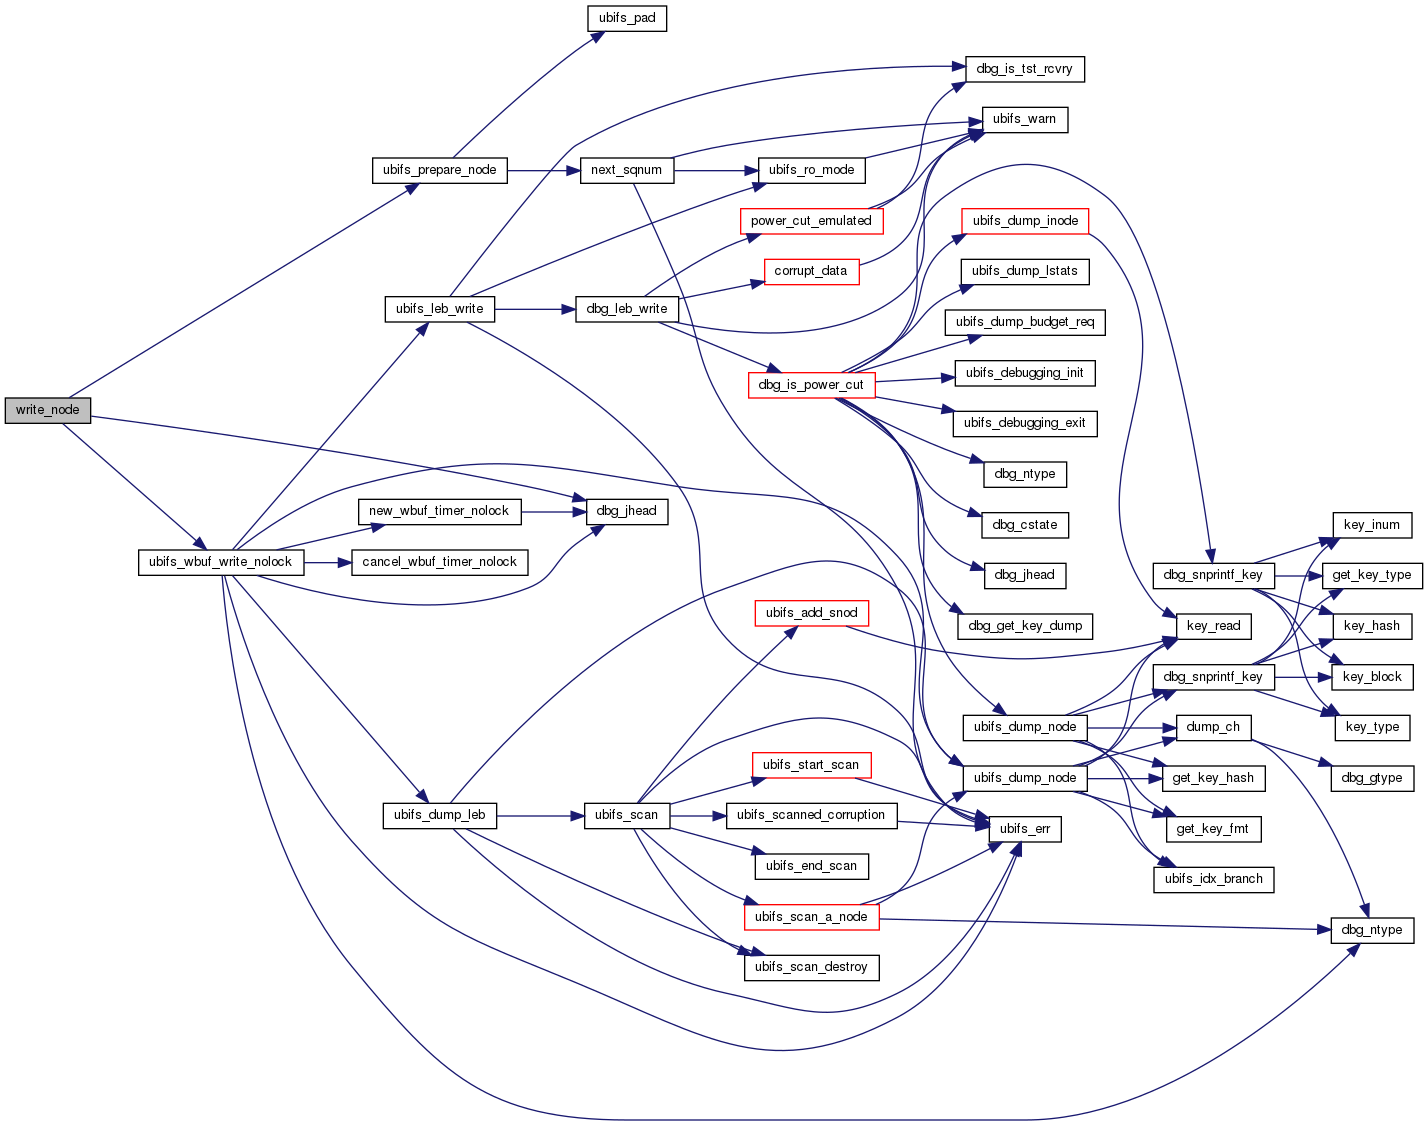 ubifs_pad
dbg_is_tst_rcvry
ubifs_warn
ubifs_prepare_node
next_sqnum
ubifs_ro_mode
power_cut_emulated
ubifs_dump_inode
corrupt_data
ubifs_dump_lstats
ubifs_leb_write
dbg_leb_write
ubifs_dump_budget_req
ubifs_debugging_init
dbg_is_power_cut
write_node
ubifs_debugging_exit
dbg_ntype
new_wbuf_timer_nolock
dbg_jhead
dbg_cstate
key_inum
ubifs_wbuf_write_nolock
cancel_wbuf_timer_nolock
dbg_jhead
dbg_snprintf_key
get_key_type
ubifs_add_snod
dbg_get_key_dump
key_read
key_hash
dbg_snprintf_key
key_block
ubifs_dump_node
dump_ch
key_type
ubifs_start_scan
ubifs_dump_node
get_key_hash
dbg_gtype
ubifs_dump_leb
ubifs_scan
ubifs_scanned_corruption
ubifs_err
get_key_fmt
ubifs_end_scan
ubifs_idx_branch
ubifs_scan_a_node
dbg_ntype
ubifs_scan_destroy